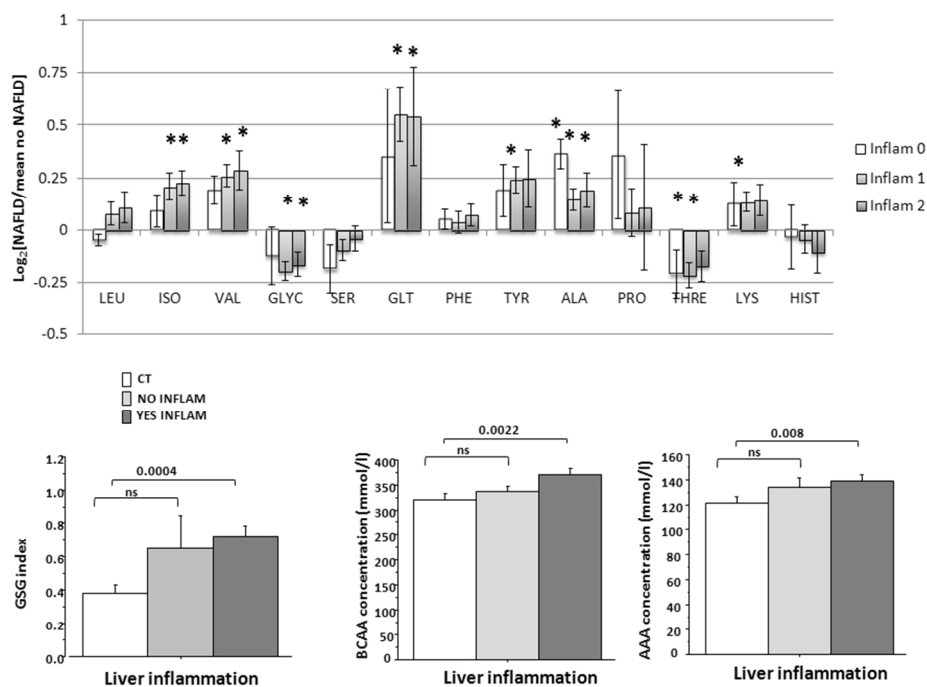 Log2[NAFLD/mean no NAFLD]
1
0.75
0.5
0.25
0
-0.25
-0.5
* * * * * * * * * * * * * * *
LEU ISO VAL GLYC SER GLT PHE TYR ALA PRO THRE LYS HIST
Inflam 0
Inflam 1
Inflam 2
CT
NO INFLAM
YES INFLAM
GSG index
1.2
1.0
0.8
0.6
0.4
0.2
0.0
0.0004
ns
Liver inflammation
BCAA concentration (mmol/l)
400
350
300
250
200
150
100
50
0
0.0022
ns
Liver inflammation
AAA concentration (mmol/l)
160
140
120
100
80
60
40
20
0
0.008
ns
Liver inflammation